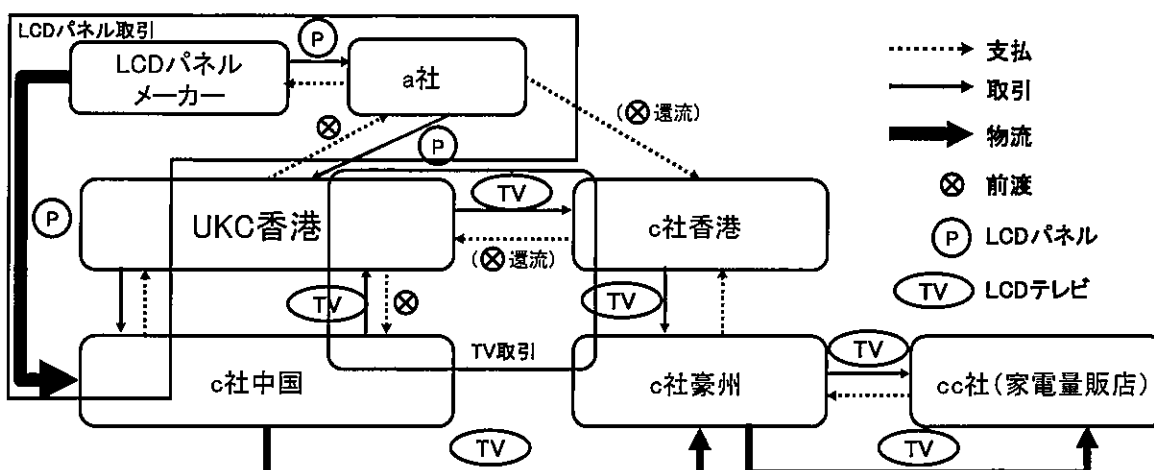 LCDパネル取引
P
LCDパネル
メーカー
a社
支払
取引
物流
前渡
P
LCDパネル
TV
LCDテレビ
(⊗還流)
⊗
P
P
UKC香港
TV
c社香港
(⊗還流)
TV
⊗
TV
TV取引
TV
c社中国
c社豪州
cc社(家電量販店)
TV
TV